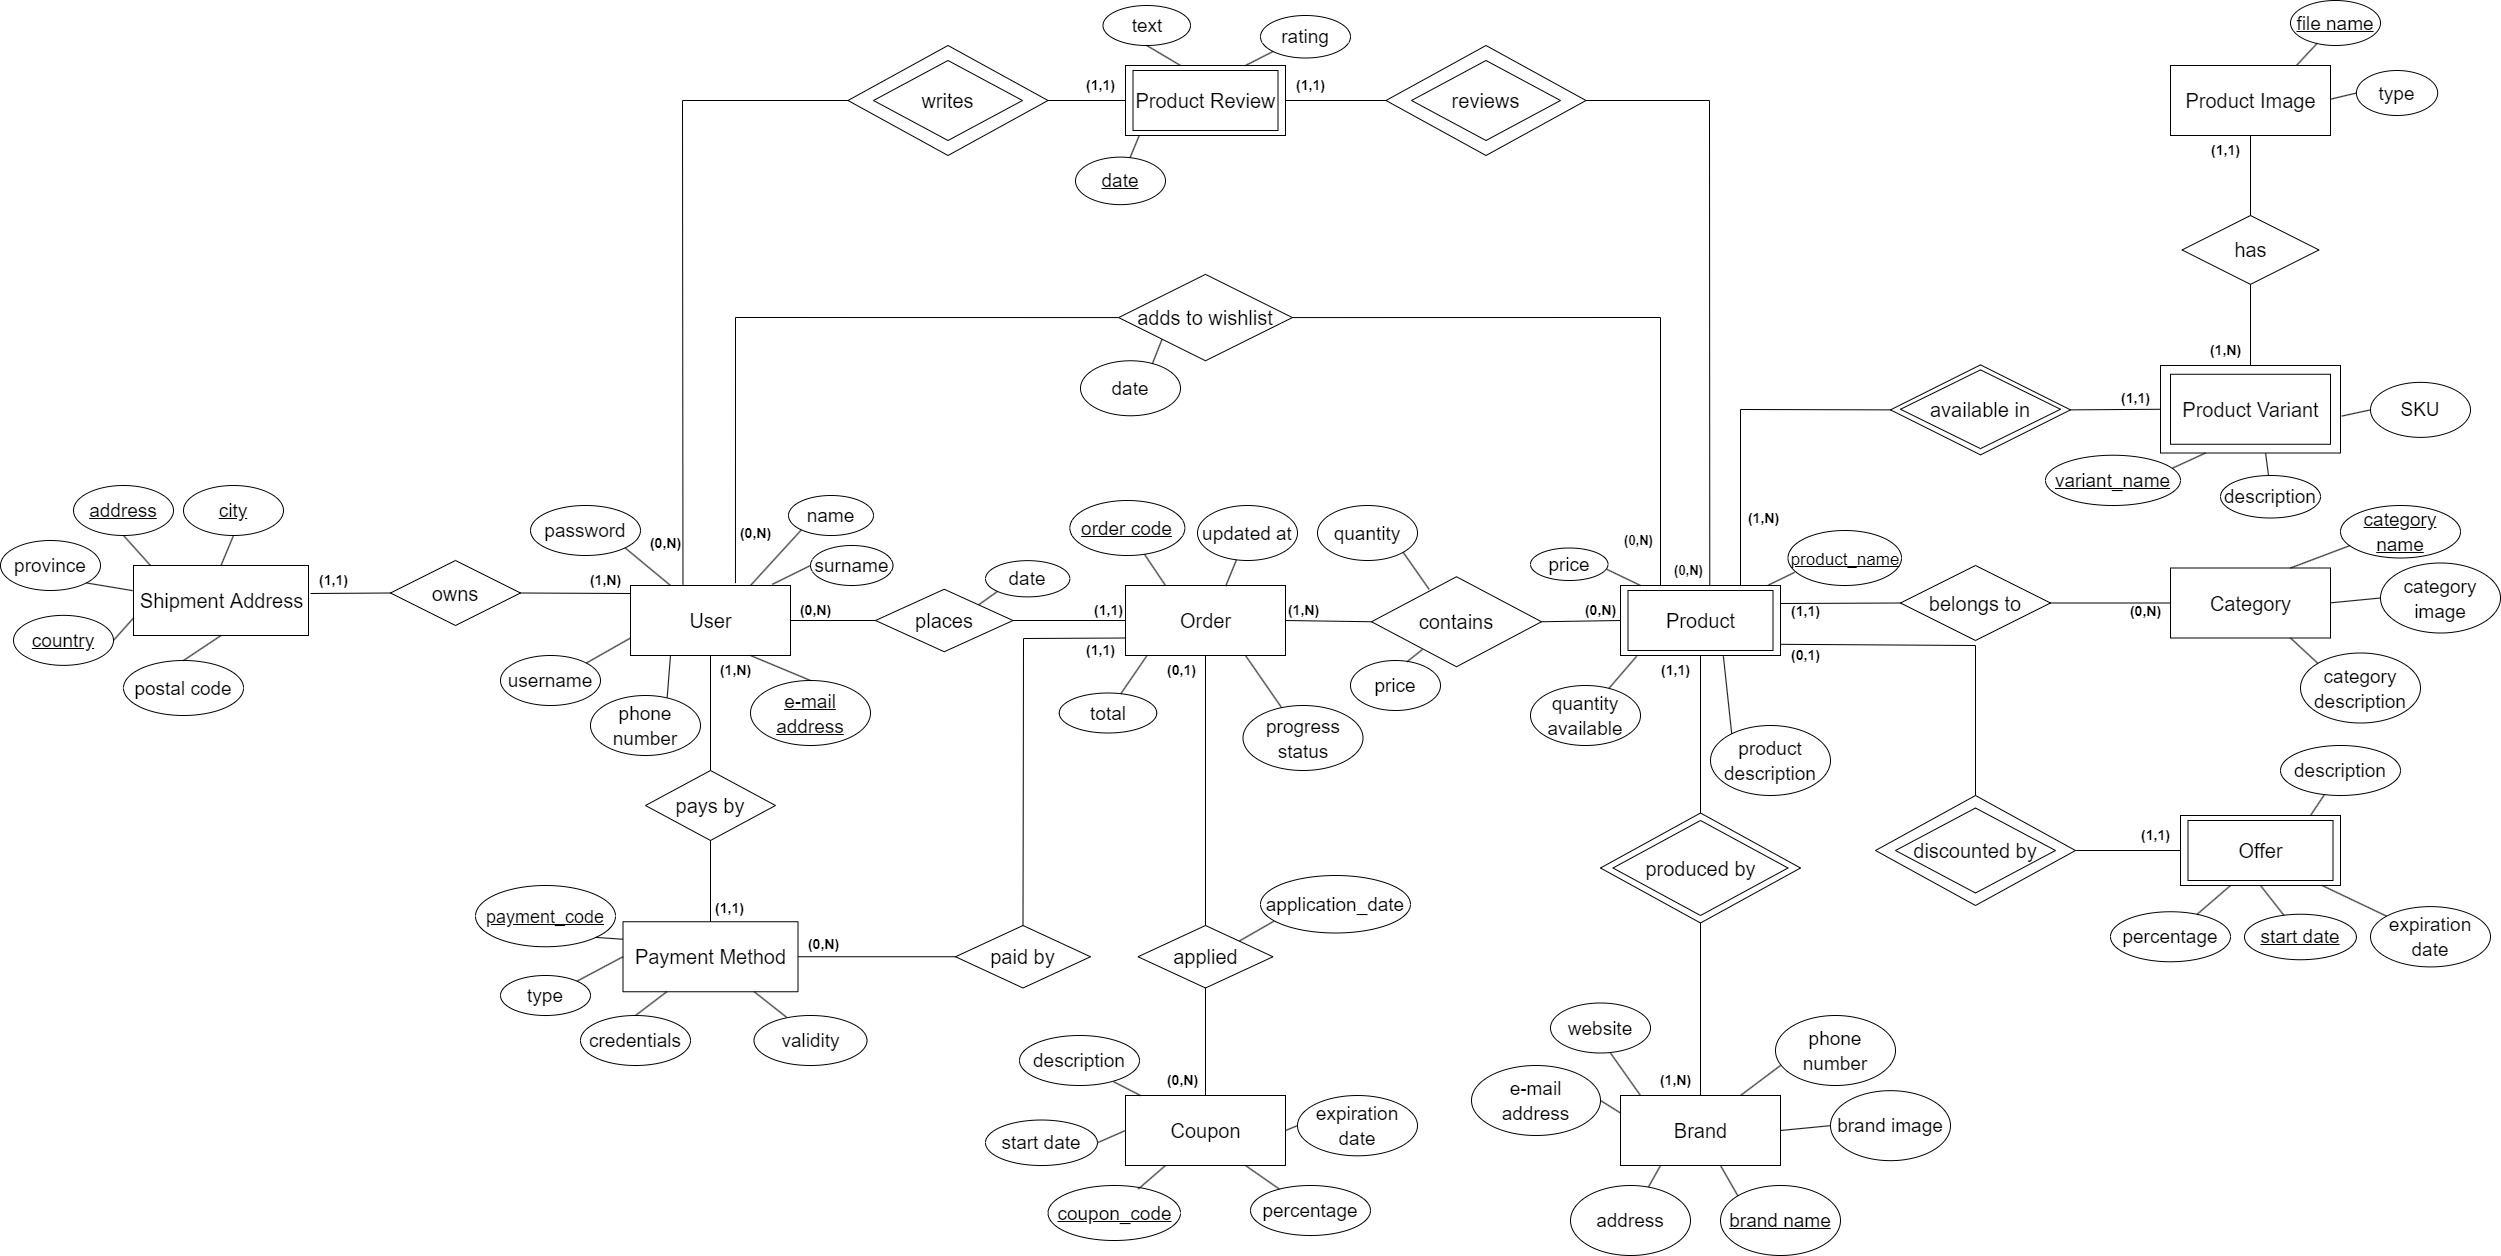 file name
text
rating
writes
(1,1)
Product Review
(1,1)
reviews
Product Image
type
date
(1,1)
has
adds to wishlist
date
(1,N)
available in
(1,1)
Product Variant
SKU
variant_name
description
address
city
password
name
(0,N)
(0,N)
order code
updated at
quantity
(0,N)
(1,N)
category
name
province
(1,1)
owns
(1,N)
surname
date
price
(0,N)
product_name
Shipment Address
User
(0,N)
places
(1,1)
Order
(1,N)
contains
(0,N)
Product
(1,1)
belongs to
(0,N)
Category
category
image
country
postal code
username
(1,N)
phone
number
e-mail
address
(1,1)
(0,1)
total
progress
status
price
(1,1)
(0,1)
quantity
available
product
description
category
description
pays by
description
produced by
discounted by
(1,1)
Offer
payment_code
(1,1)
(0,N)
application_date
percentage
start date
expiration
date
Payment Method
paid by
applied
type
credentials
validity
website
phone
number
description
(0,N)
e-mail
address
(1,N)
start date
Coupon
expiration
date
Brand
brand image
coupon_code
percentage
address
brand name